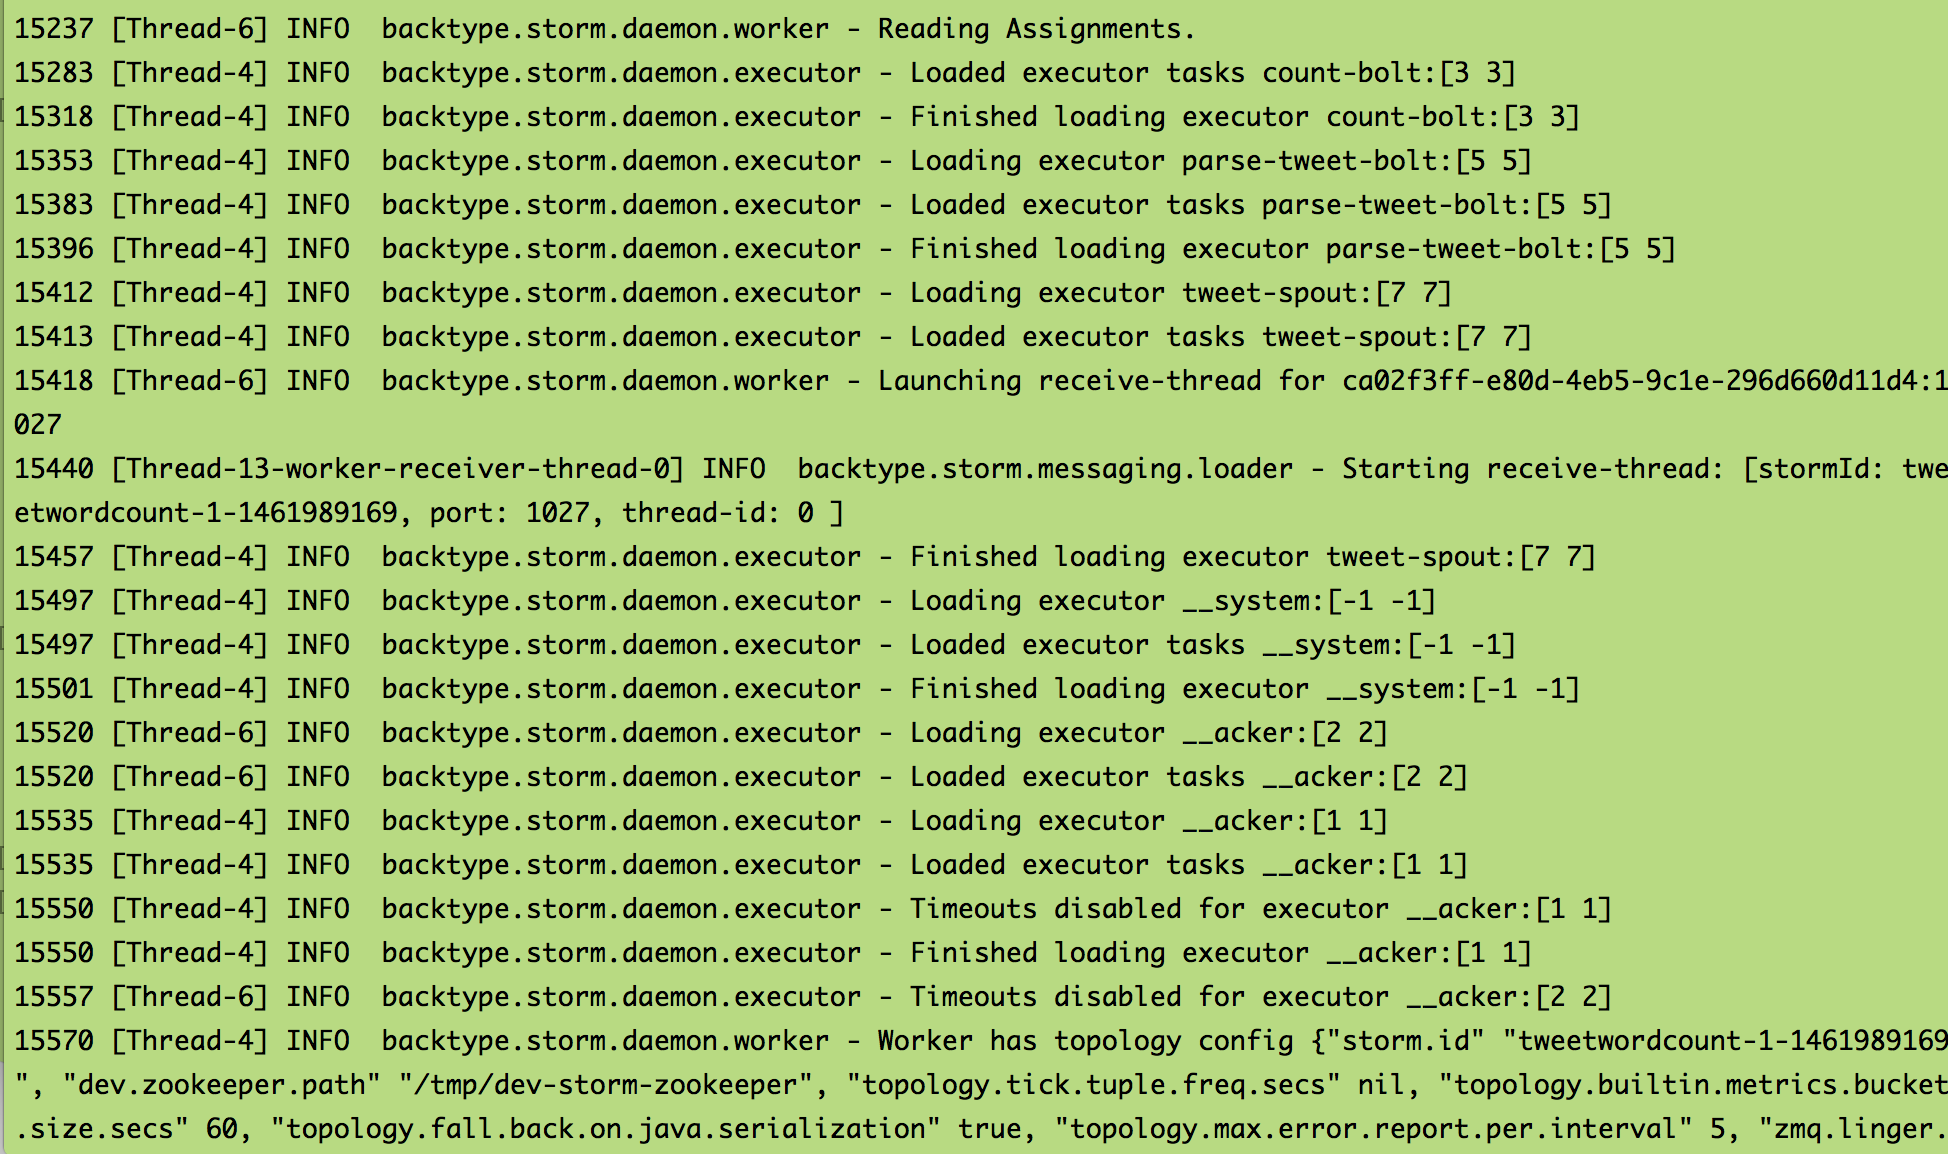 15237 [Thread-6] INFO  backtype.storm.daemon.worker - Reading Assignments.
15283 [Thread-4] INFO  backtype.storm.daemon.executor - Loaded executor tasks count-bolt:[3 3]
15318 [Thread-4] INFO  backtype.storm.daemon.executor - Finished loading executor count-bolt:[3 3]
15353 [Thread-4] INFO  backtype.storm.daemon.executor - Loading executor parse-tweet-bolt:[5 5]
15383 [Thread-4] INFO  backtype.storm.daemon.executor - Loaded executor tasks parse-tweet-bolt:[5 5]
15396 [Thread-4] INFO  backtype.storm.daemon.executor - Finished loading executor parse-tweet-bolt:[5 5]
15412 [Thread-4] INFO  backtype.storm.daemon.executor - Loading executor tweet-spout:[7 7]
15413 [Thread-4] INFO  backtype.storm.daemon.executor - Loaded executor tasks tweet-spout:[7 7]
15418 [Thread-6] INFO  backtype.storm.daemon.worker - Launching receive-thread for ca02f3ff-e80d-4eb5-9c1e-296d660d11d4:1
027
15440 [Thread-13-worker-receiver-thread-0] INFO  backtype.storm.messaging.loader - Starting receive-thread: [stormId: twe
etwordcount-1-1461989169, port: 1027, thread-id: 0 ]
15457 [Thread-4] INFO  backtype.storm.daemon.executor - Finished loading executor tweet-spout:[7 7]
15497 [Thread-4] INFO  backtype.storm.daemon.executor - Loading executor __system:[-1 -1]
15497 [Thread-4] INFO  backtype.storm.daemon.executor - Loaded executor tasks __system:[-1 -1]
15501 [Thread-4] INFO  backtype.storm.daemon.executor - Finished loading executor __system:[-1 -1]
15520 [Thread-6] INFO  backtype.storm.daemon.executor - Loading executor __acker:[2 2]
15520 [Thread-6] INFO  backtype.storm.daemon.executor - Loaded executor tasks __acker:[2 2]
15535 [Thread-4] INFO  backtype.storm.daemon.executor - Loading executor __acker:[1 1]
15535 [Thread-4] INFO  backtype.storm.daemon.executor - Loaded executor tasks __acker:[1 1]
15550 [Thread-4] INFO  backtype.storm.daemon.executor - Timeouts disabled for executor __acker:[1 1]
15550 [Thread-4] INFO  backtype.storm.daemon.executor - Finished loading executor __acker:[1 1]
15557 [Thread-6] INFO  backtype.storm.daemon.executor - Timeouts disabled for executor __acker:[2 2]
15570 [Thread-4] INFO  backtype.storm.daemon.worker - Worker has topology config {"storm.id" "tweetwordcount-1-1461989169
", "dev.zookeeper.path" "/tmp/dev-storm-zookeeper", "topology.tick.tuple.freq.secs" nil, "topology.builtin.metrics.bucket
.size.secs" 60, "topology.fall.back.on.java.serialization" true, "topology.max.error.report.per.interval" 5, "zmq.linger.